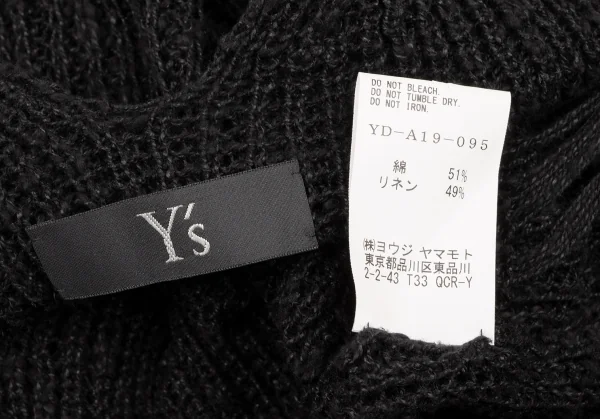 Y's
DO NOT BLEACH.
DO NOT TUMBLE DRY.
DO NOT IRON.
YD-A19-095
綿 51%
リネン 49%
㈱ヨウジ ヤマモト
東京都品川区東品川
2-2-43 T33 QCR-Y